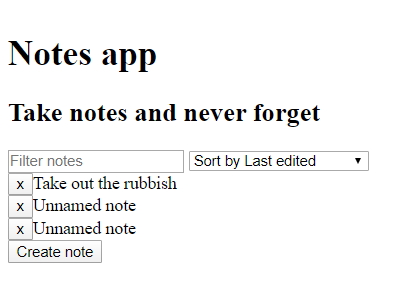 Notes app
Take notes and never forget
Filter notes Sort by Last edited ▼
x Take out the rubbish
x Unnamed note
x Unnamed note
Create note